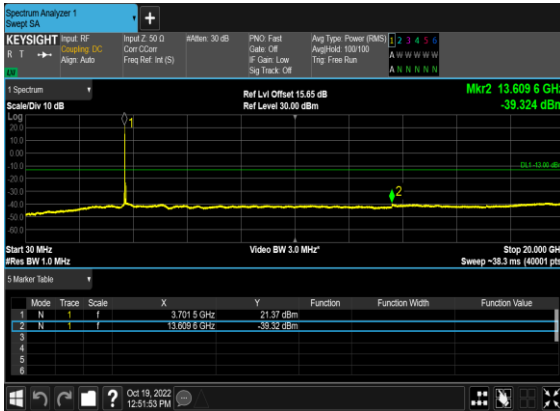 Spectrum Analyzer 1
Swept SA
+
KEYSIGHT Input: RF Input Z: 50 Ω #Atten: 30 dB PNO: Fast Avg Type: Power (RMS) 1 2 3 4 5 6
R T Coupling: DC Corr CCorr Gate: Off Avg|Hold: 100/100 A W W W W W
Align: Auto Freq Ref: Int (S) IF Gain: Low Trig: Free Run
Sig Track: Off A N N N N N
1 Spectrum
Ref Lvl Offset 15.65 dB Mkr2 13.609 6 GHz
Scale/Div 10 dB Ref Level 30.00 dBm -39.324 dBm
Log
1
20.0
10.0
0.00
-10.0
DL1 -13.00 dBm
-20.0
-30.0
2
-40.0
-50.0
-60.0
Start 30 MHz Video BW 3.0 MHz* Stop 20.000 GHz
#Res BW 1.0 MHz Sweep ~38.3 ms (40001 pts)
5 Marker Table
Mode Trace Scale X Y Function Function Width Function Value
1 N 1 f 3.701 5 GHz 21.37 dBm
2 N 1 f 13.609 6 GHz -39.32 dBm
3
4
5
6
? Oct 19, 2022
12:51:53 PM